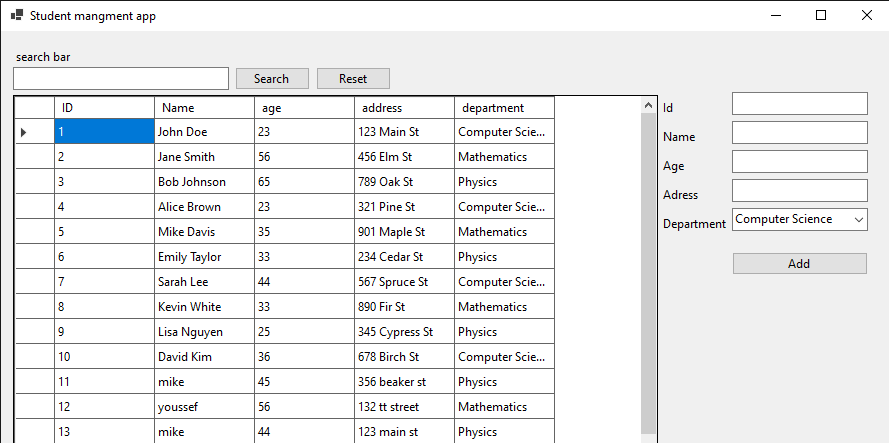 Student mangment app
search bar
Search Reset
ID Name age address department
1 John Doe 23 123 Main St Computer Scie...
2 Jane Smith 56 456 Elm St Mathematics
3 Bob Johnson 65 789 Oak St Physics
4 Alice Brown 23 321 Pine St Computer Scie...
5 Mike Davis 35 901 Maple St Mathematics
6 Emily Taylor 33 234 Cedar St Physics
7 Sarah Lee 44 567 Spruce St Computer Scie...
8 Kevin White 33 890 Fir St Mathematics
9 Lisa Nguyen 25 345 Cypress St Physics
10 David Kim 36 678 Birch St Computer Scie...
11 mike 45 356 beaker st Physics
12 youssef 56 132 tt street Mathematics
13 mike 44 123 main st Physics
Id
Name
Age
Adress
Department Computer Science
Add